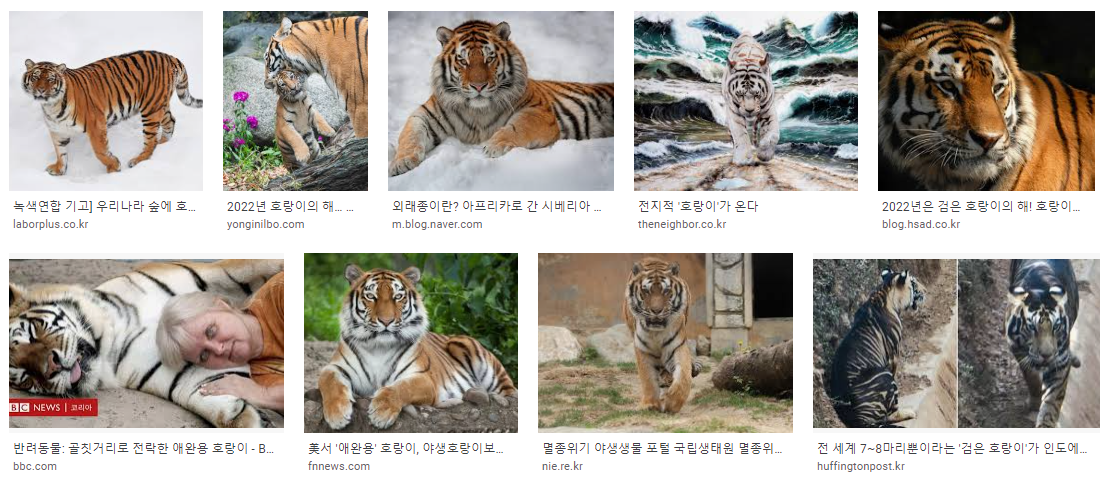 녹색연합 기고] 우리나라 숲에 호...
laborplus.co.kr
2022년 호랑이의 해... ...
yonginilbo.com
외래종이란? 아프리카로 간 시베리아 ...
m.blog.naver.com
전지적 '호랑이'가 온다
theneighbor.co.kr
2022년은 검은 호랑이의 해! 호랑이...
blog.hsad.co.kr
BBC NEWS | 코리아
반려동물: 골칫거리로 전락한 애완용 호랑이 - B...
bbc.com
美서 '애완용' 호랑이, 야생호랑이보...
fnnews.com
멸종위기 야생생물 포털 국립생태원 멸종위...
nie.re.kr
전 세계 7~8마리뿐이라는 '검은 호랑이'가 인도에...
huffingtonpost.kr